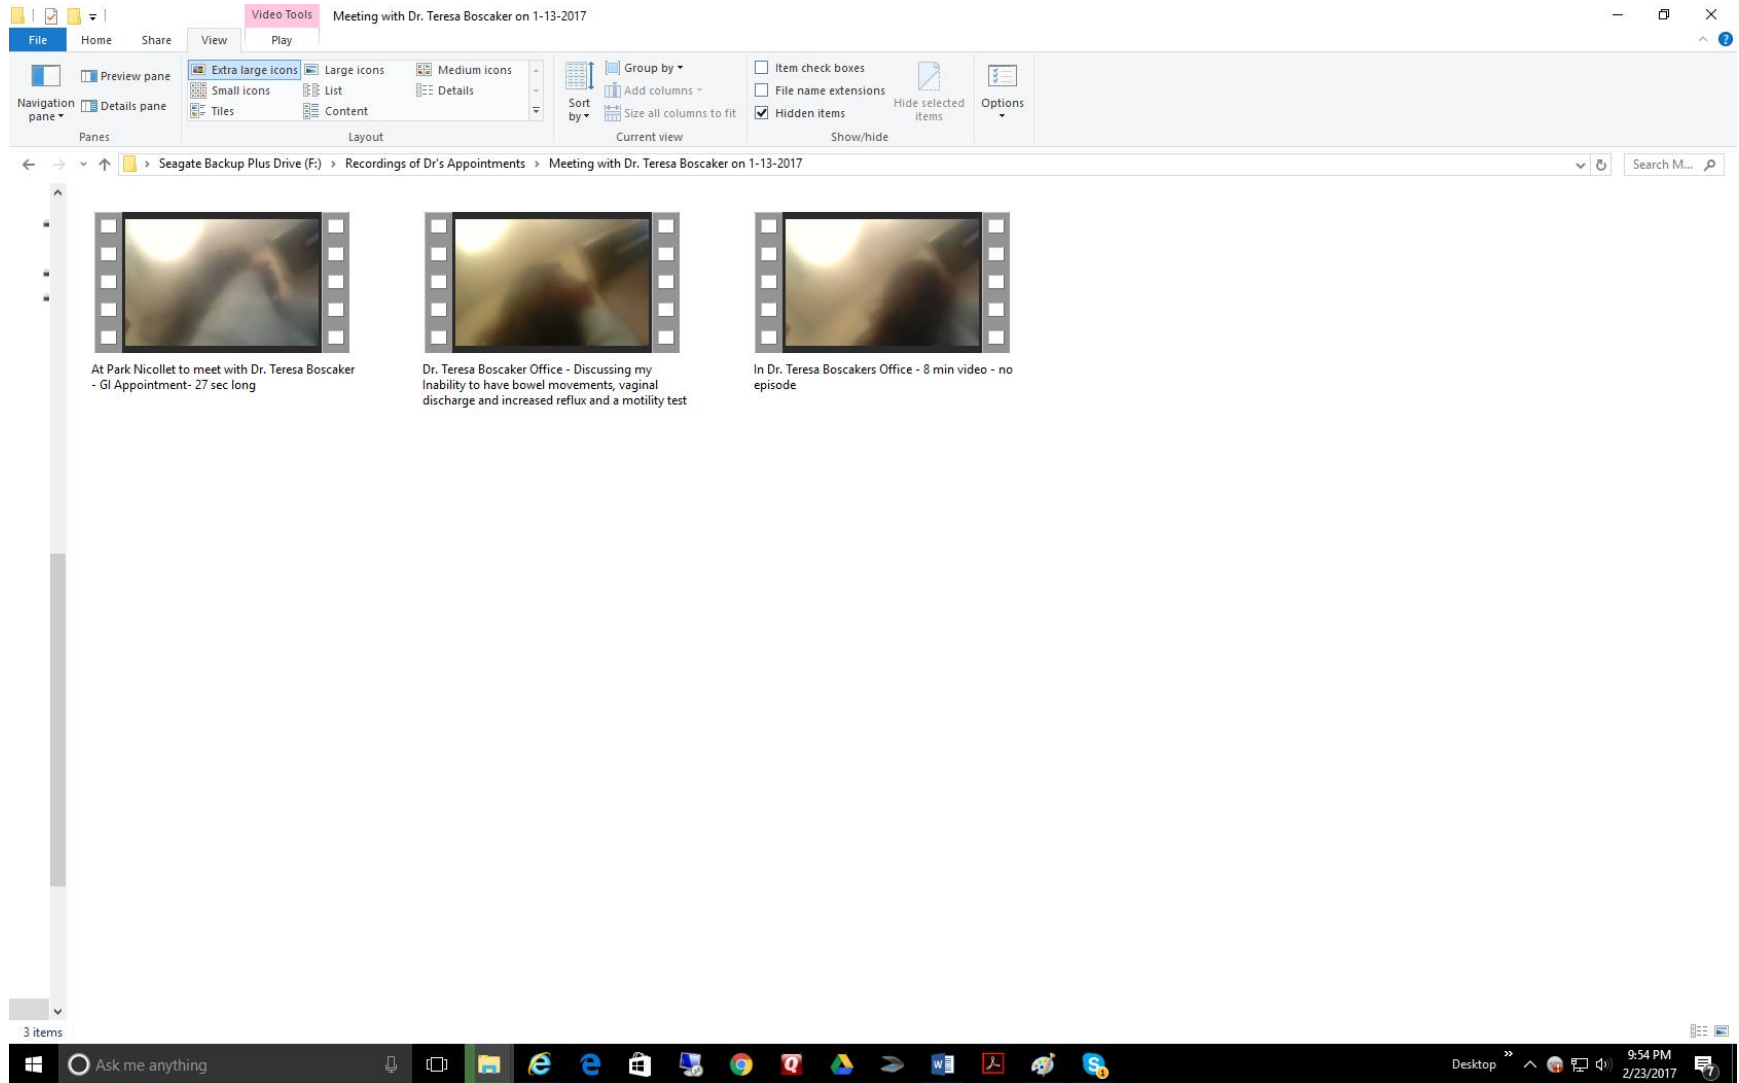 Video Tools
Meeting with Dr. Teresa Boscaker on 1-13-2017
File Home Share View Play
Navigation pane
Preview pane
Details pane
Panes
Extra large icons Large icons Medium icons
Small icons List Details
Tiles Content
Layout
Sort by
Group by
Add columns
Size all columns to fit
Current view
Item check boxes
File name extensions
Hidden items
Hide selected items
Show/hide
Options
Seagate Backup Plus Drive (F:) > Recordings of Dr's Appointments > Meeting with Dr. Teresa Boscaker on 1-13-2017
Search M...
At Park Nicollet to meet with Dr. Teresa Boscaker
- GI Appointment- 27 sec long
Dr. Teresa Boscaker Office - Discussing my
Inability to have bowel movements, vaginal
discharge and increased reflux and a motility test
In Dr. Teresa Boscakers Office - 8 min video - no
episode
3 items
Ask me anything
Desktop
9:54 PM
2/23/2017
7